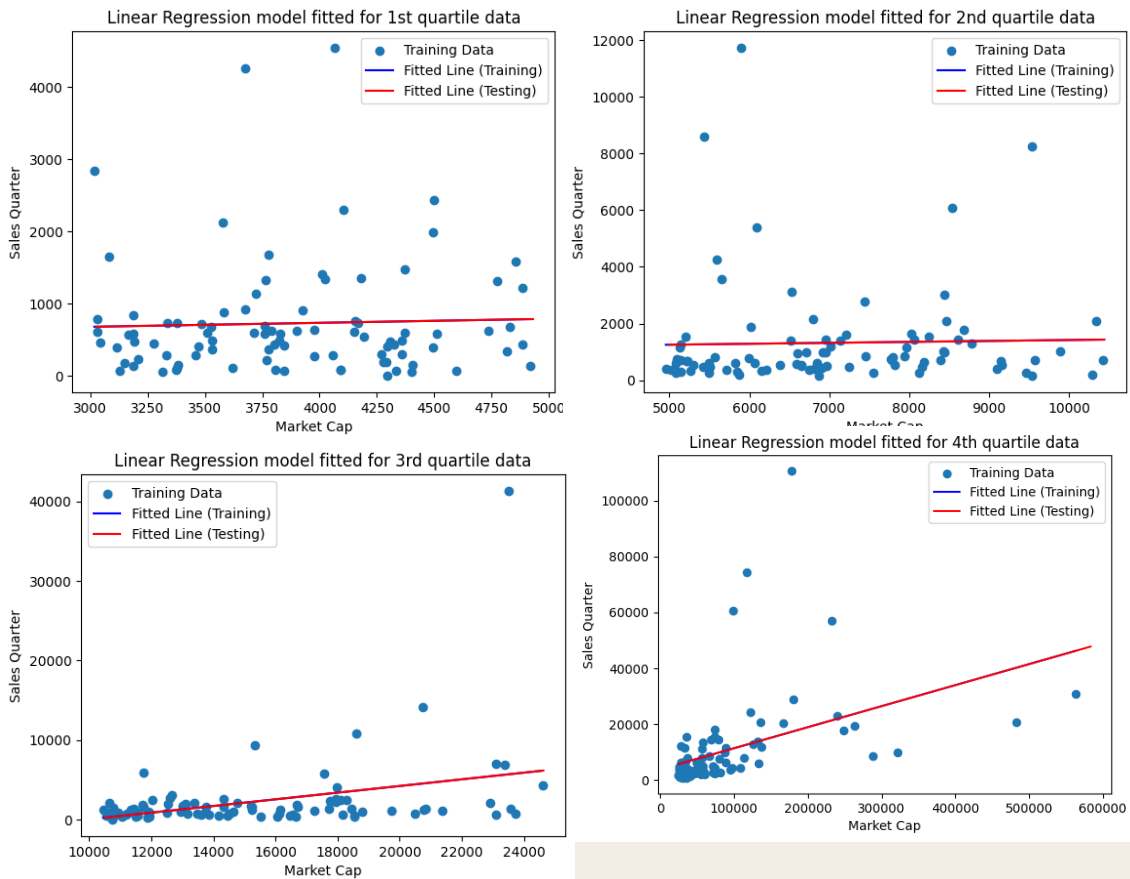 Linear Regression model fitted for 1st quartile data
Training Data
Fitted Line (Training)
Fitted Line (Testing)
4000
3000
2000
1000
0
Sales Quarter
3000 3250 3500 3750 4000 4250 4500 4750 5000
Market Cap
Linear Regression model fitted for 2nd quartile data
Training Data
Fitted Line (Training)
Fitted Line (Testing)
12000
10000
8000
6000
4000
2000
0
Sales Quarter
5000 6000 7000 8000 9000 10000
Market Cap
Linear Regression model fitted for 3rd quartile data
Training Data
Fitted Line (Training)
Fitted Line (Testing)
40000
30000
20000
10000
0
Sales Quarter
10000 12000 14000 16000 18000 20000 22000 24000
Market Cap
Linear Regression model fitted for 4th quartile data
Training Data
Fitted Line (Training)
Fitted Line (Testing)
100000
80000
60000
40000
20000
0
Sales Quarter
0 100000 200000 300000 400000 500000 600000
Market Cap